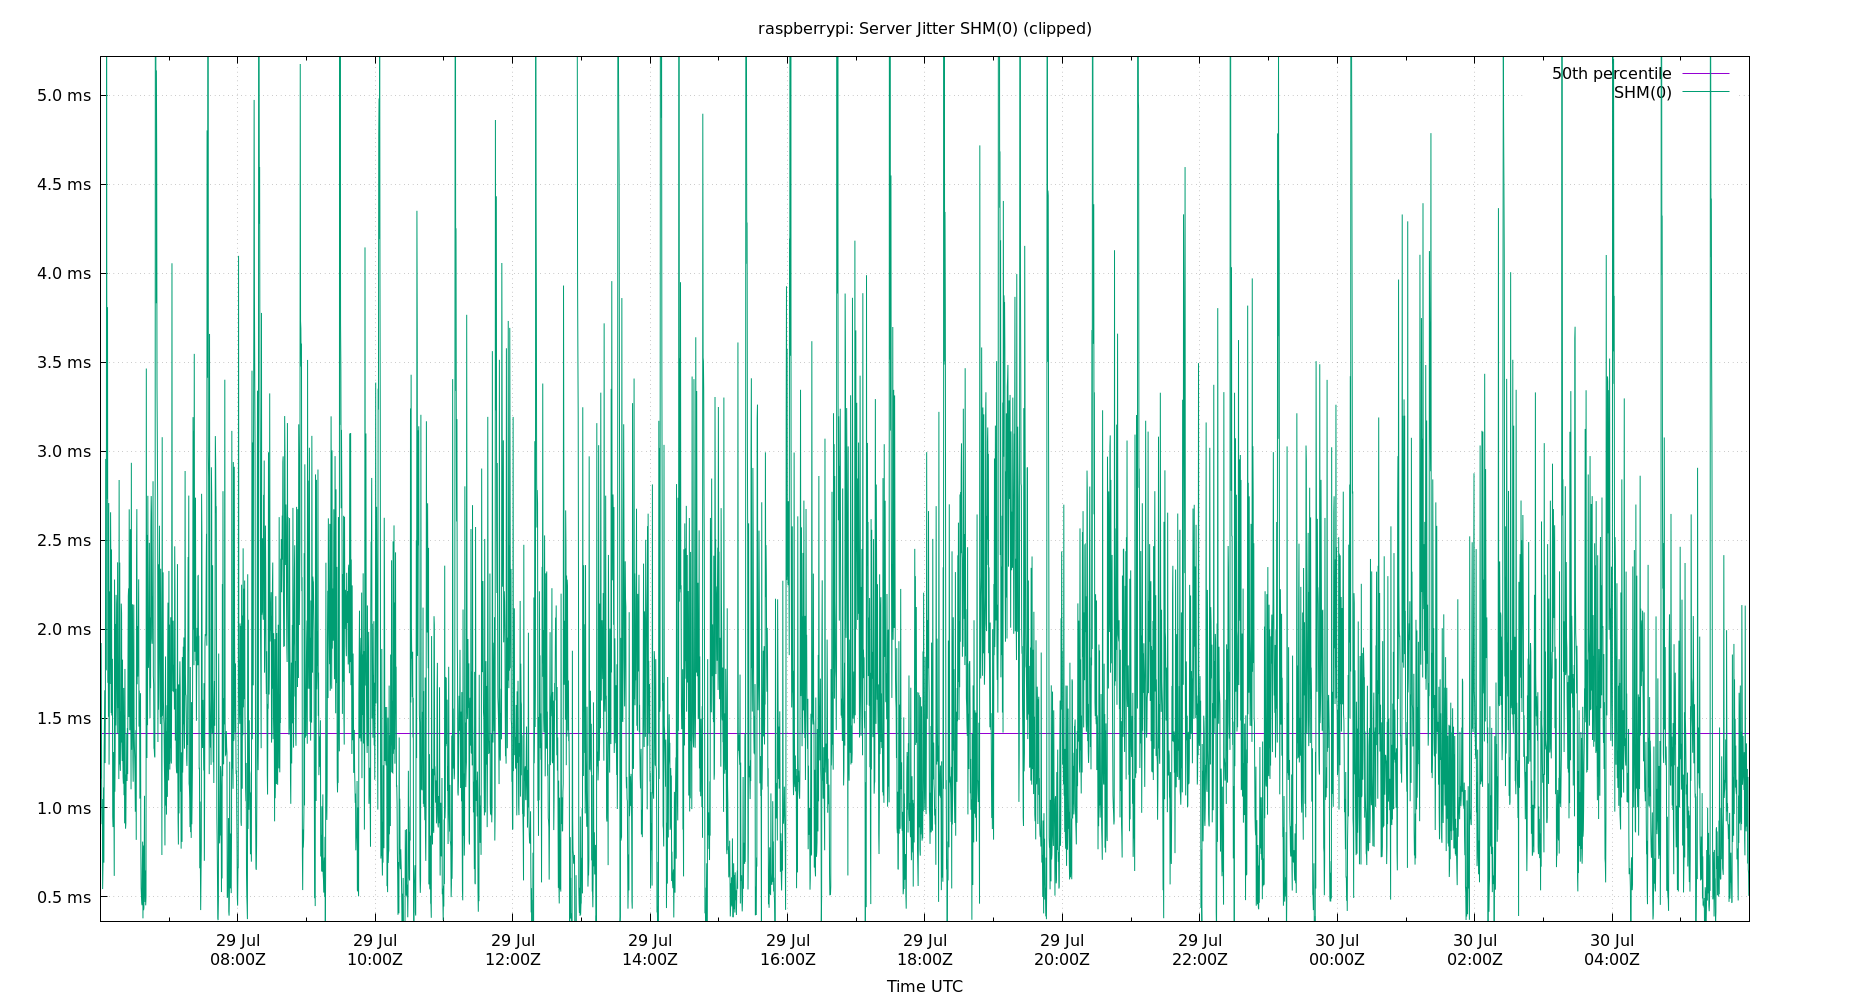 raspberrypi: Server Jitter SHM(0) (clipped)
50th percentile
SHM(0)
5.0 ms
4.5 ms
4.0 ms
3.5 ms
3.0 ms
2.5 ms
2.0 ms
1.5 ms
1.0 ms
0.5 ms
29 Jul 29 Jul 29 Jul 29 Jul 29 Jul 29 Jul 29 Jul 29 Jul 30 Jul 30 Jul 30 Jul
08:00Z 10:00Z 12:00Z 14:00Z 16:00Z 18:00Z 20:00Z 22:00Z 00:00Z 02:00Z 04:00Z
Time UTC